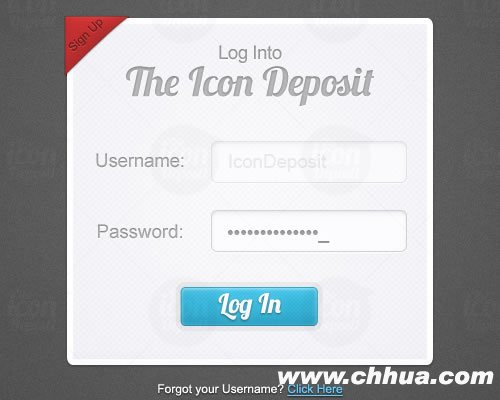 Sign Up
Log Into
The Icon Deposit
Username:
IconDeposit
Password:
Log In
www.chhua.com
Forgot your Username? Click Here